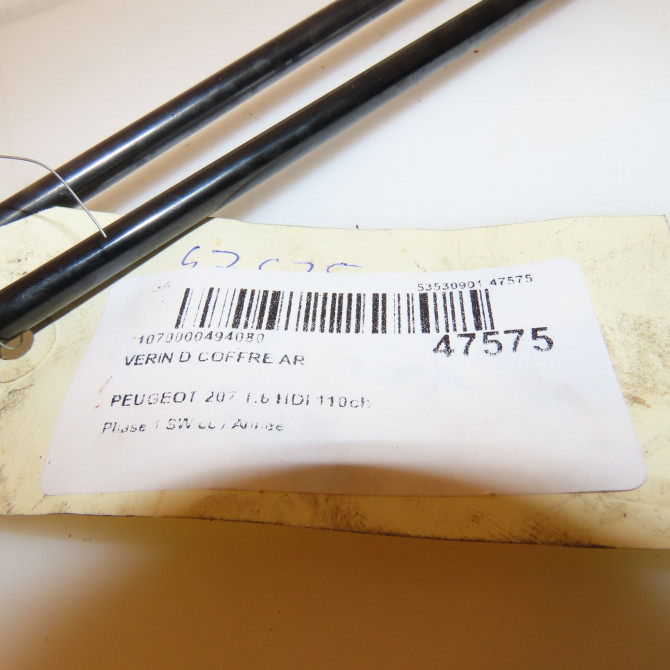 47575
53530901 47575
1070000494080
47575
VERIN D COFFRE AR
PEUGEOT 207 1.6 HDI 110ch
Phase 1 SW